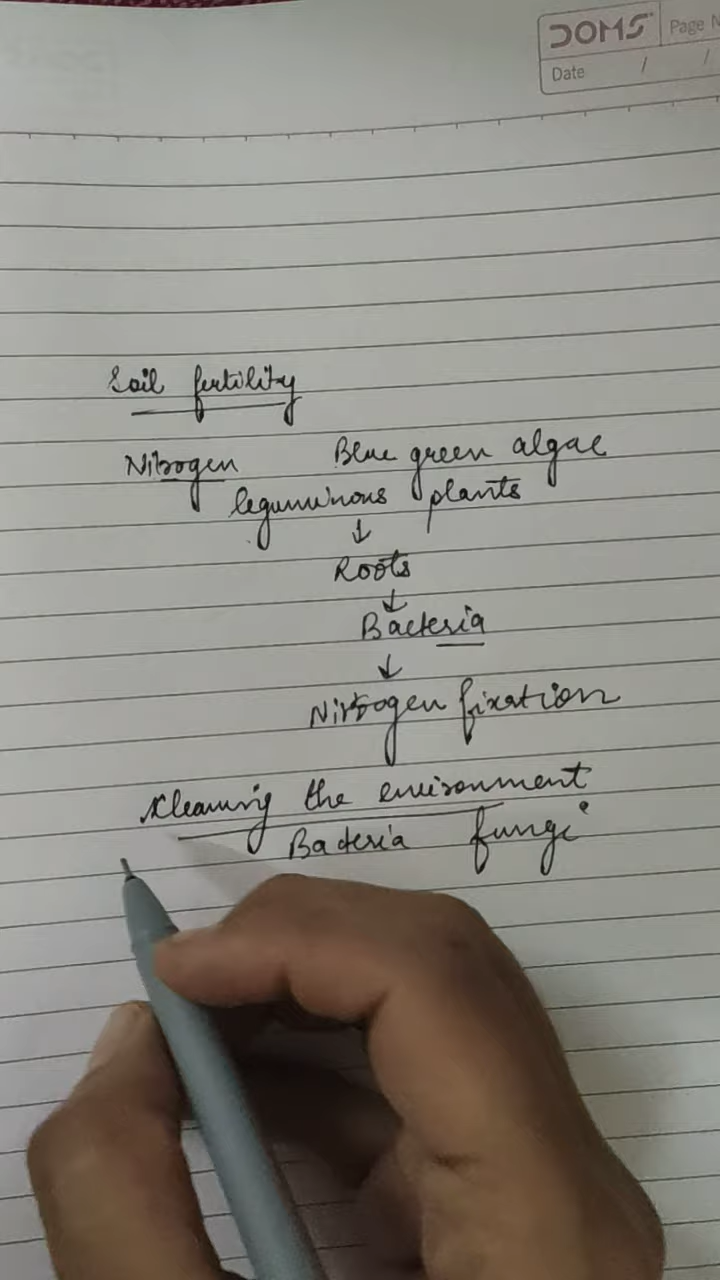 DOMS Page N
Date / /
Soil fertility
Nitrogen Blue green algae
leguminous plants
↓
Roots
↓
Bacteria
↓
Nitrogen fixation
Cleaning the environment
Bacteria fungi